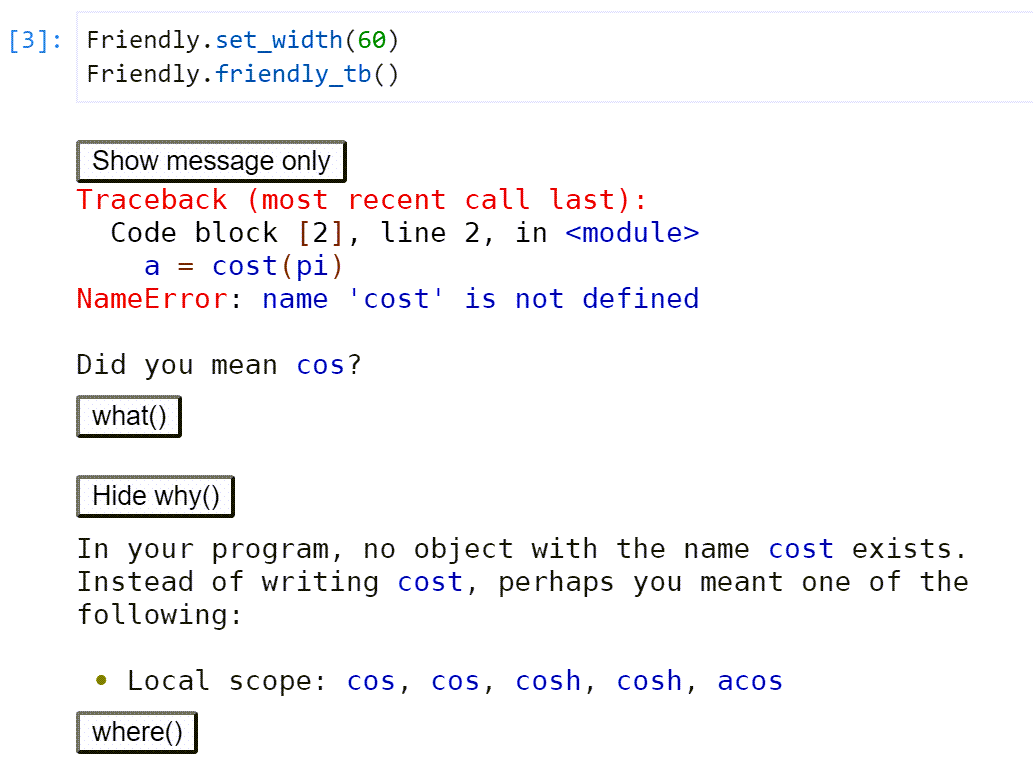 [3]: Friendly.set_width(60)
Friendly.friendly_tb()
Show message only
Traceback (most recent call last):
Code block [2], line 2, in <module>
a = cost(pi)
NameError: name 'cost' is not defined
Did you mean cos?
what()
Hide why()
In your program, no object with the name cost exists.
Instead of writing cost, perhaps you meant one of the
following:
• Local scope: cos, cos, cosh, cosh, acos
where()